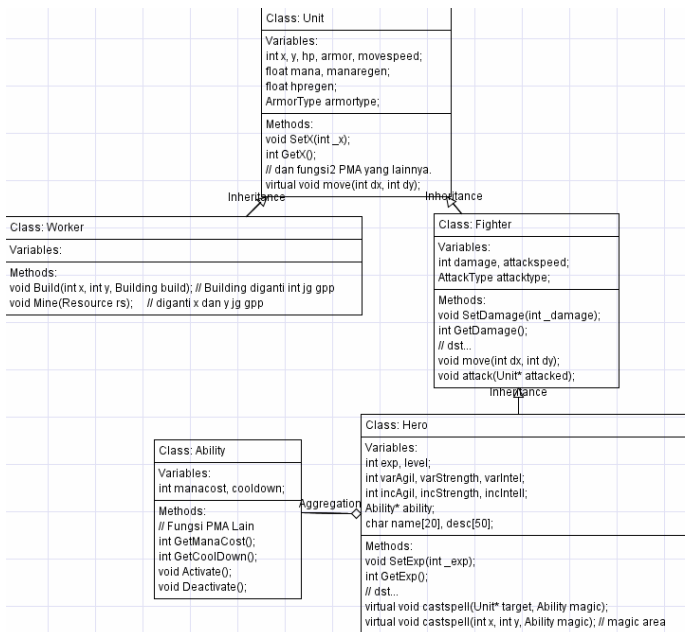 Class: Unit
Variables:
int x, y, hp, armor, movespeed;
float mana, manaregen;
float hpregen;
ArmorType armortype;
Methods:
void SetX(int _x);
int GetX();
// dan fungsi2 PMA yang lainnya.
virtual void move(int dx, int dy);
Inheritance
Inheritance
Class: Worker
Variables:
Methods:
void Build(int x, int y, Building build); // Building diganti int jg gpp
void Mine(Resource rs); // diganti x dan y jg gpp
Class: Fighter
Variables:
int damage, attackspeed;
AttackType attacktype;
Methods:
void SetDamage(int _damage);
int GetDamage();
// dst...
void move(int dx, int dy);
void attack(Unit* attacked);
Inheritance
Class: Ability
Variables:
int manacost, cooldown;
Methods:
// Fungsi PMA Lain
int GetManaCost();
int GetCoolDown();
void Activate();
void Deactivate();
Aggregation
Class: Hero
Variables:
int exp, level;
int varAgil, varStrength, varIntel;
int incAgil, incStrength, incIntell;
Ability* ability;
char name[20], desc[50];
Methods:
void SetExp(int _exp);
int GetExp();
// dst...
virtual void castspell(Unit* target, Ability magic);
virtual void castspell(int x, int y, Ability magic); // magic area